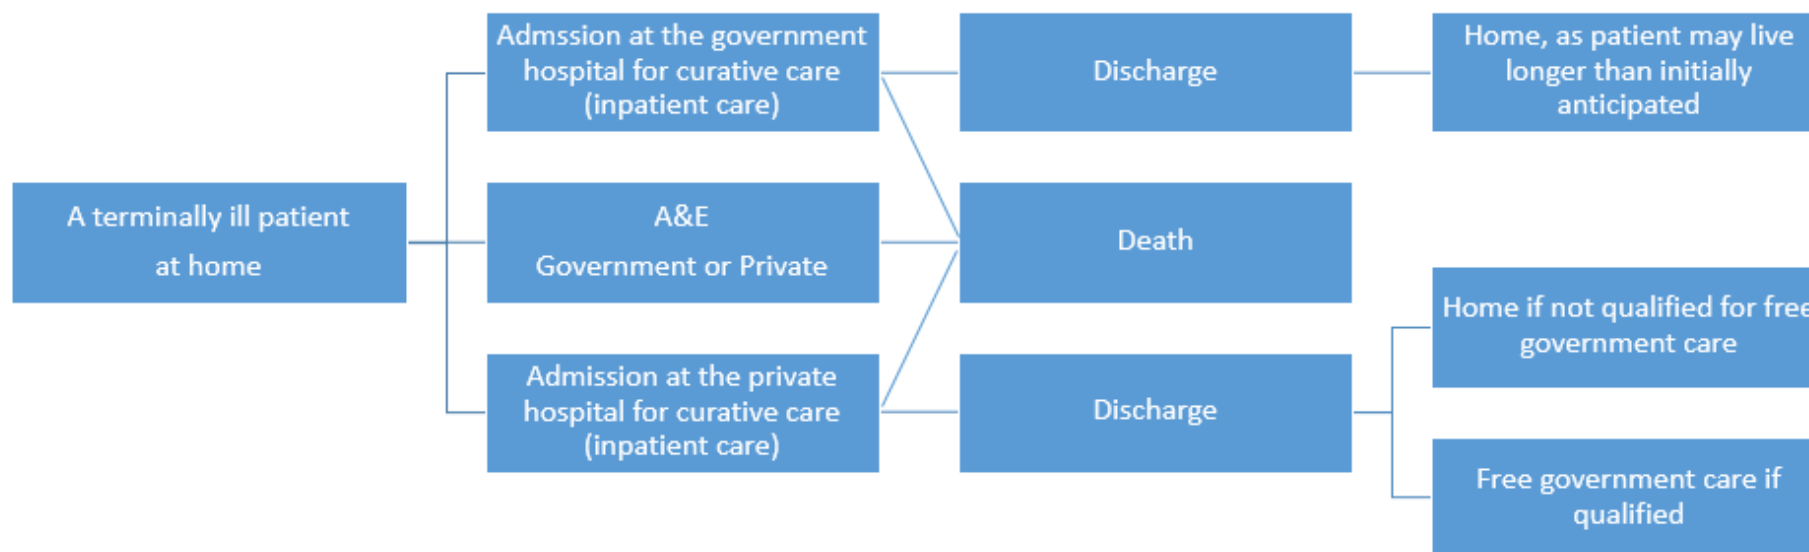 A terminally ill patient
at home
Admssion at the government
hospital for curative care
(inpatient care)
A&E
Government or Private
Admission at the private
hospital for curative care
(inpatient care)
Discharge
Death
Discharge
Home, as patient may live
longer than initially
anticipated
Home if not qualified for free
government care
Free government care if
qualified